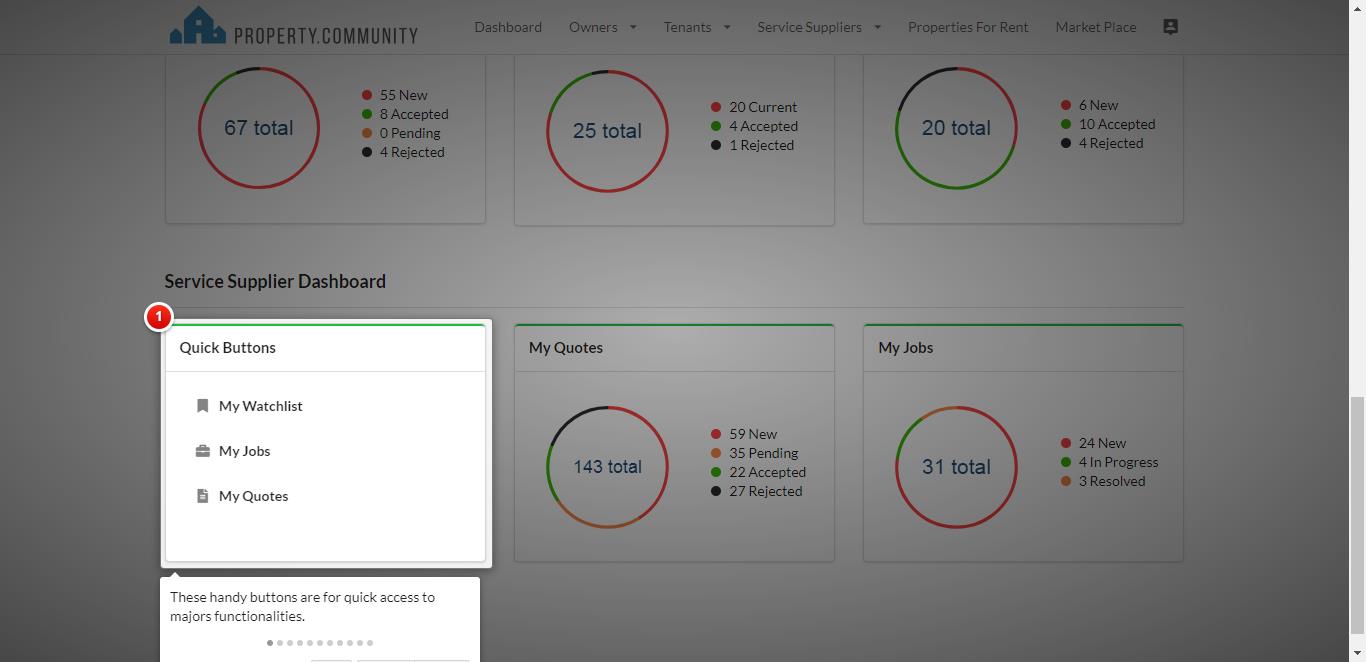 PROPERTY.COMMUNITY
Dashboard
Owners
Tenants
Service Suppliers
Properties For Rent
Market Place
67 total
55 New
8 Accepted
0 Pending
4 Rejected
25 total
20 Current
4 Accepted
1 Rejected
20 total
6 New
10 Accepted
4 Rejected
Service Supplier Dashboard
1
Quick Buttons
My Watchlist
My Jobs
My Quotes
My Quotes
143 total
59 New
35 Pending
22 Accepted
27 Rejected
My Jobs
31 total
24 New
4 In Progress
3 Resolved
These handy buttons are for quick access to
majors functionalities.